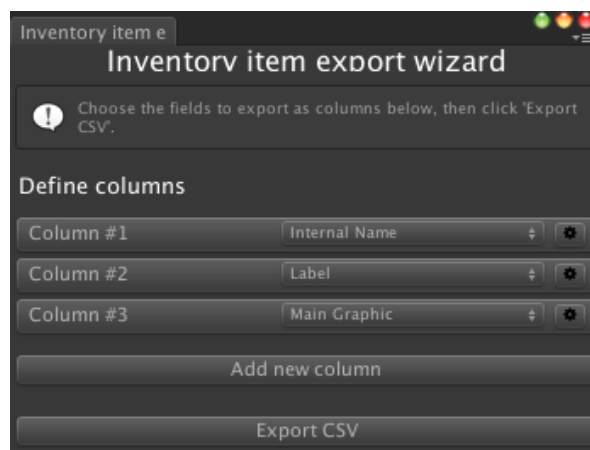 Inventory item e
Inventory item export wizard
Choose the fields to export as columns below, then click 'Export
CSV'.
Define columns
Column #1 Internal Name
Column #2 Label
Column #3 Main Graphic
Add new column
Export CSV